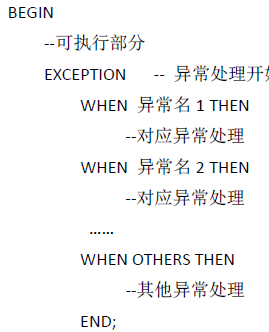 BEGIN
--可执行部分
EXCEPTION -- 异常处理开
WHEN 异常名 1 THEN
--对应异常处理
WHEN 异常名 2 THEN
--对应异常处理
……
WHEN OTHERS THEN
--其他异常处理
END;